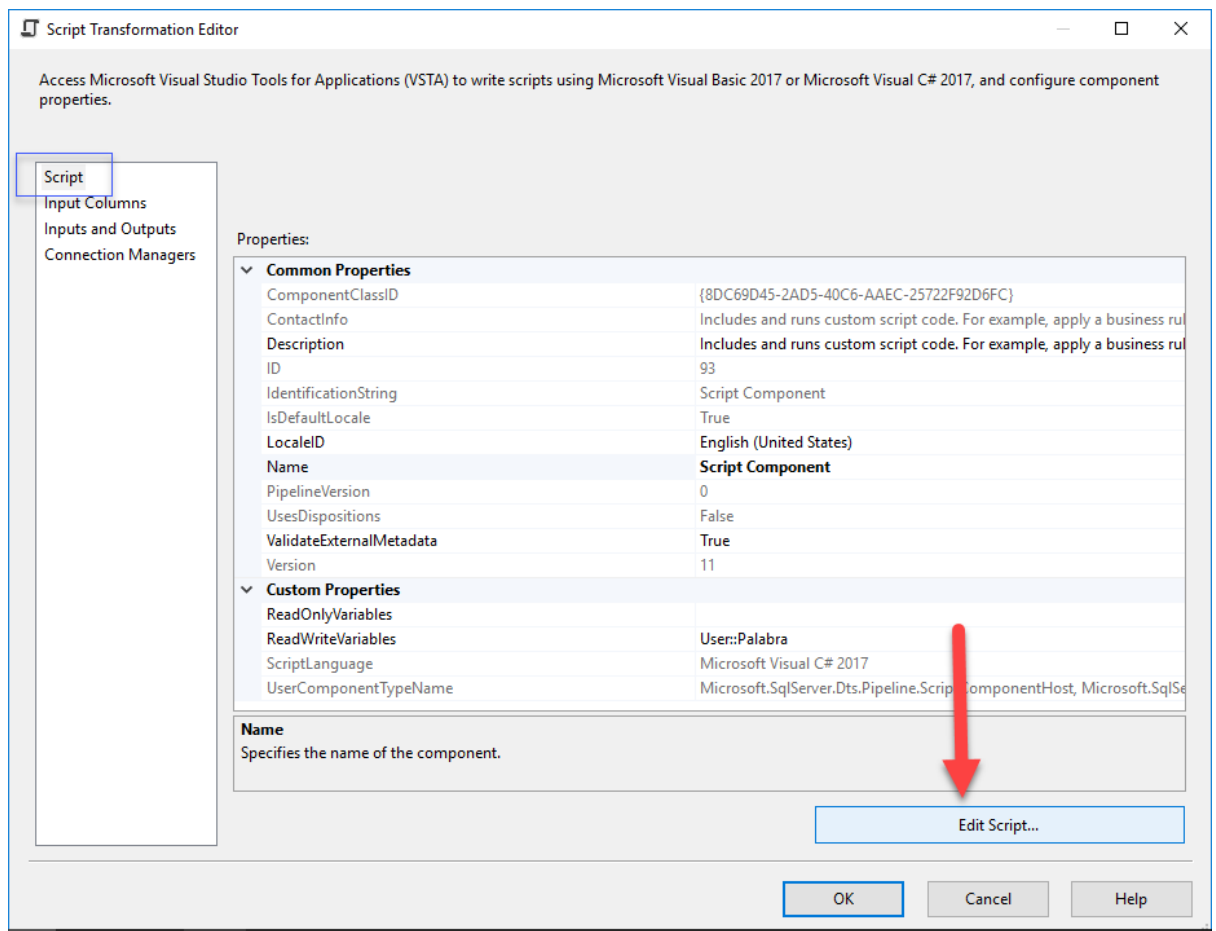 Script Transformation Editor
Access Microsoft Visual Studio Tools for Applications (VSTA) to write scripts using Microsoft Visual Basic 2017 or Microsoft Visual C# 2017, and configure component
properties.
Script
Input Columns
Inputs and Outputs
Connection Managers
Properties:
Common Properties
ComponentClassID {8DC69D45-2AD5-40C6-AAEC-25722F92D6FC}
ContactInfo Includes and runs custom script code. For example, apply a business rul
Description Includes and runs custom script code. For example, apply a business rul
ID 93
IdentificationString Script Component
IsDefaultLocale True
LocaleID English (United States)
Name Script Component
PipelineVersion 0
UsesDispositions False
ValidateExternalMetadata True
Version 11
Custom Properties
ReadOnlyVariables
ReadWriteVariables User::Palabra
ScriptLanguage Microsoft Visual C# 2017
UserComponentTypeName Microsoft.SqlServer.Dts.Pipeline.ScriptComponentHost, Microsoft.SqlSe
Name
Specifies the name of the component.
Edit Script...
OK Cancel Help